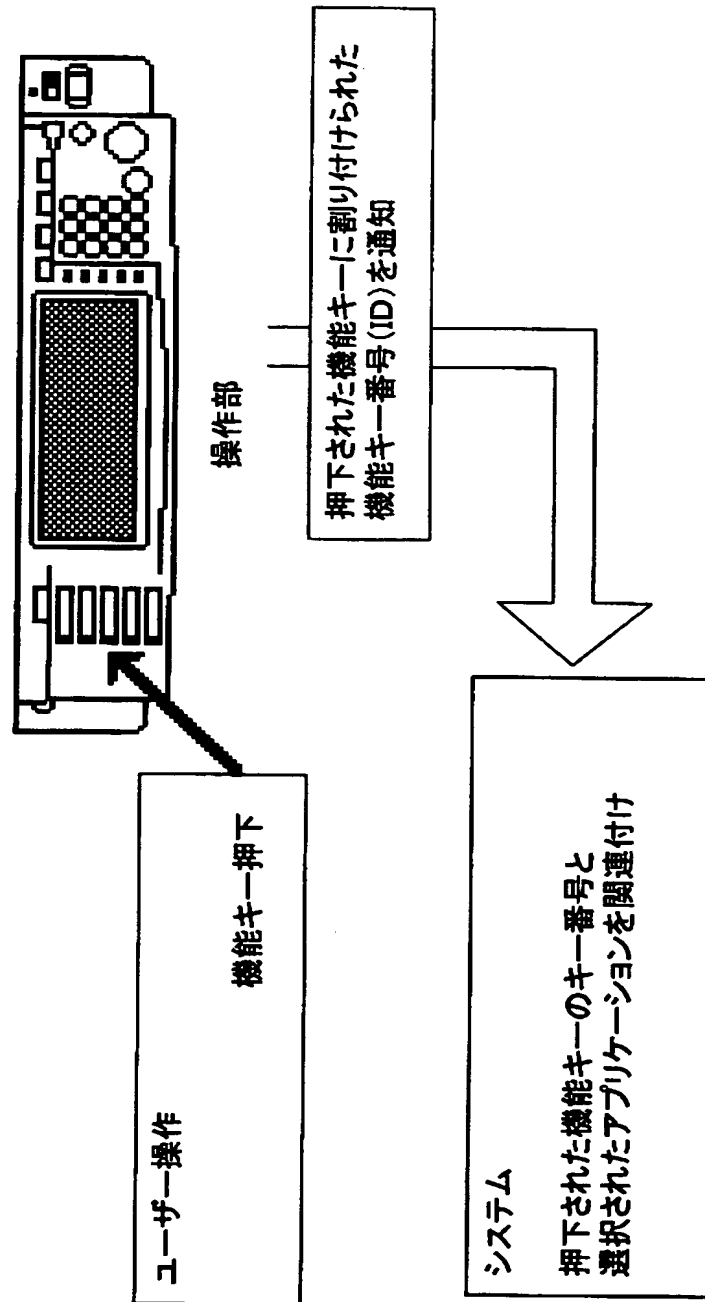 ユーザー操作
機能キー押下
操作部
押下された機能キーに割り付けられた
機能キー番号(ID)を通知
システム
押下された機能キーのキー番号と
選択されたアプリケーションを関連付け